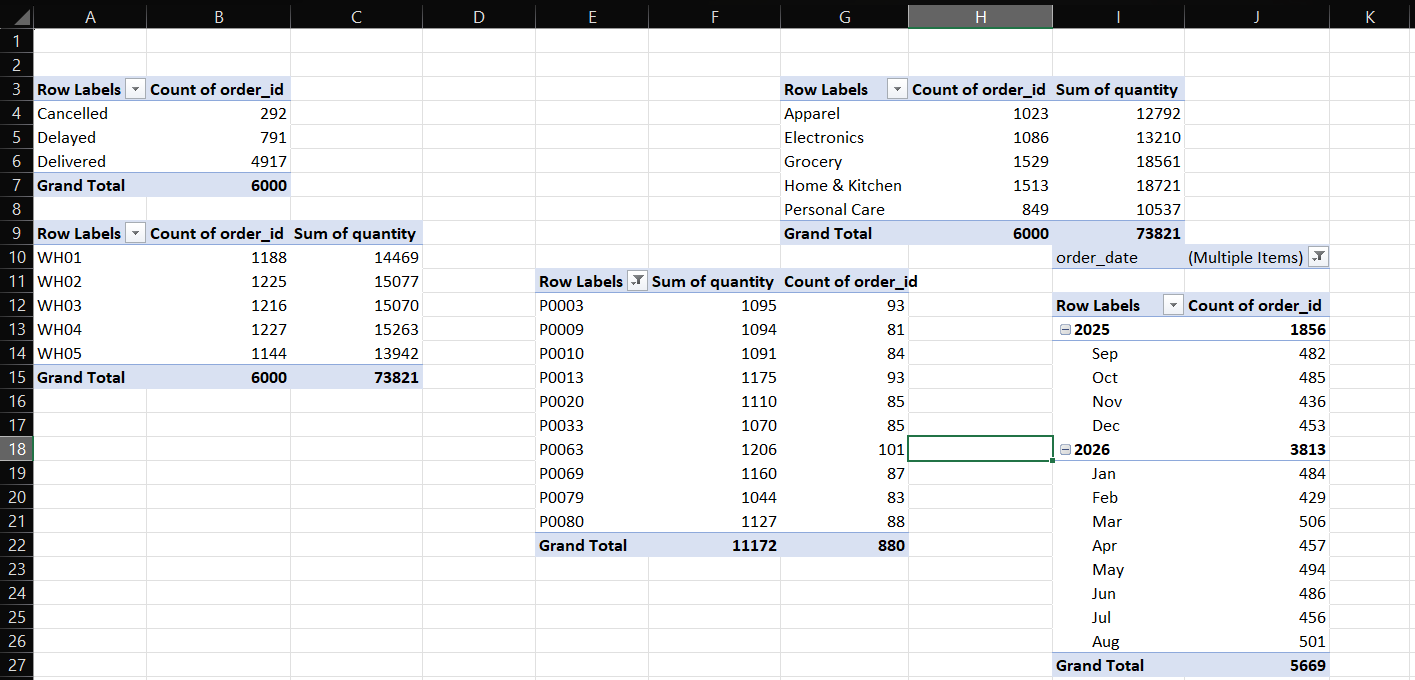 A B C D E F G H I J K
1
2
3 Row Labels Count of order_id Row Labels Count of order_id Sum of quantity
4 Cancelled 292 Apparel 1023 12792
5 Delayed 791 Electronics 1086 13210
6 Delivered 4917 Grocery 1529 18561
7 Grand Total 6000 Home & Kitchen 1513 18721
8 Personal Care 849 10537
9 Row Labels Count of order_id Sum of quantity Grand Total 6000 73821
10 WH01 1188 14469 order_date (Multiple Items)
11 WH02 1225 15077 Row Labels Sum of quantity Count of order_id
12 WH03 1216 15070 P0003 1095 93 Row Labels Count of order_id
13 WH04 1227 15263 P0009 1094 81 2025 1856
14 WH05 1144 13942 P0010 1091 84 Sep 482
15 Grand Total 6000 73821 P0013 1175 93 Oct 485
16 P0020 1110 85 Nov 436
17 P0033 1070 85 Dec 453
18 P0063 1206 101 2026 3813
19 P0069 1160 87 Jan 484
20 P0079 1044 83 Feb 429
21 P0080 1127 88 Mar 506
22 Grand Total 11172 880 Apr 457
23 May 494
24 Jun 486
25 Jul 456
26 Aug 501
27 Grand Total 5669